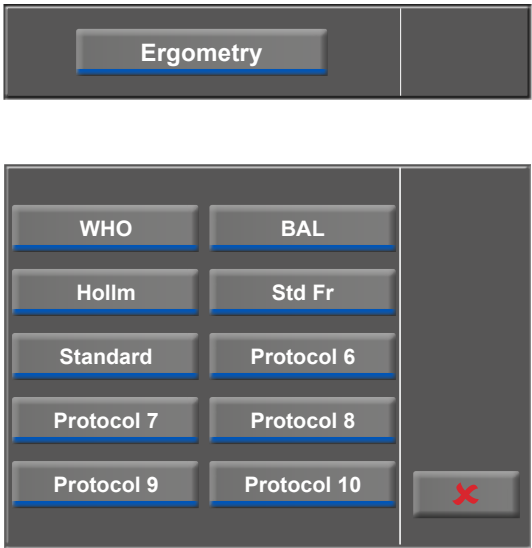 Ergometry
WHO BAL
Hollm Std Fr
Standard Protocol 6
Protocol 7 Protocol 8
Protocol 9 Protocol 10